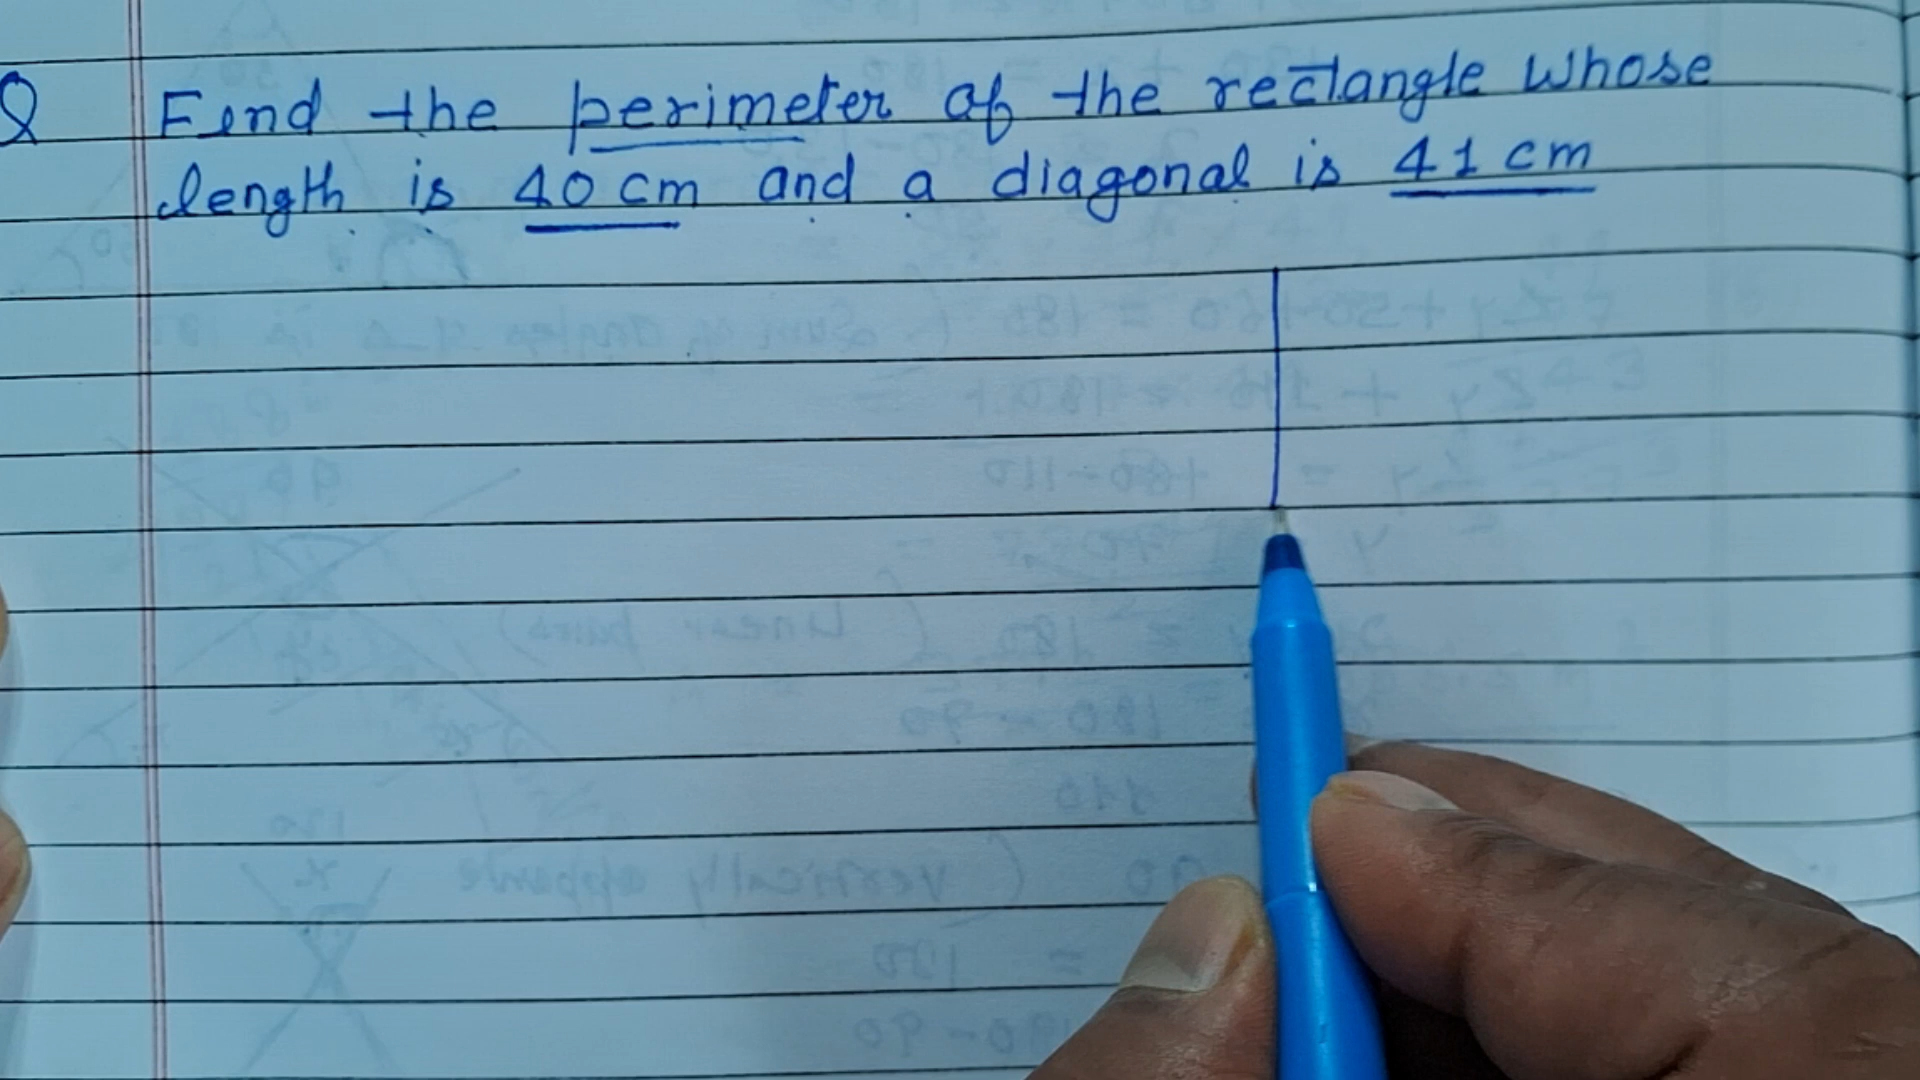 Q Find the perimeter of the rectangle whose
length is 40 cm and a diagonal is 41 cm